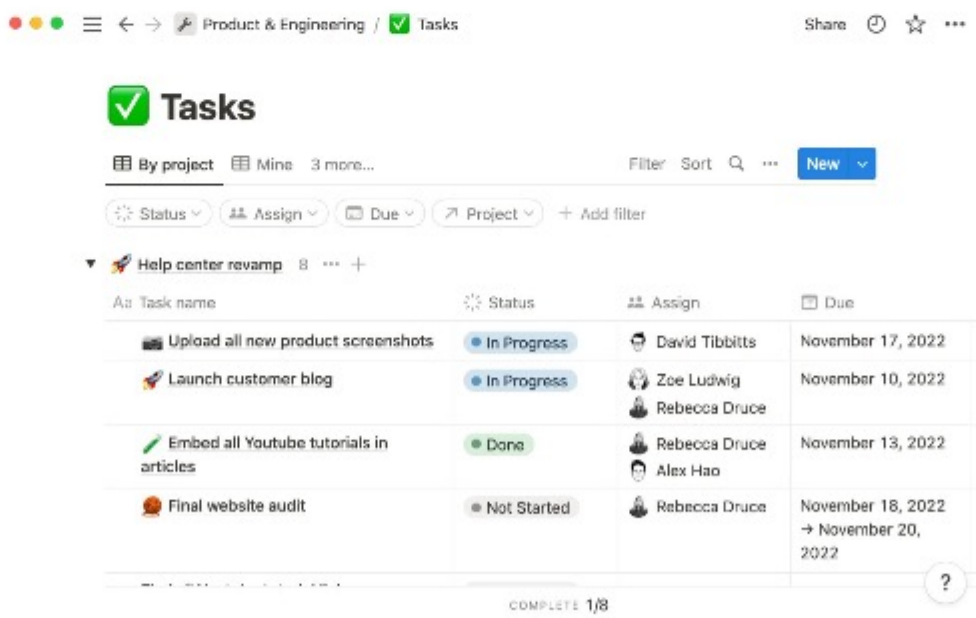 Product & Engineering / Tasks
Share
Tasks
By project Mine 3 more...
Filter Sort New
Status Assign Due Project + Add filter
Help center revamp 8 ... +
Aa Task name Status Assign Due
Upload all new product screenshots In Progress David Tibbitts November 17, 2022
Launch customer blog In Progress Zoe Ludwig November 10, 2022
Rebecca Druce
Embed all Youtube tutorials in Done Rebecca Druce November 13, 2022
articles Alex Hao
Final website audit Not Started Rebecca Druce November 18, 2022
→ November 20,
2022
COMPLETE 1/8
?